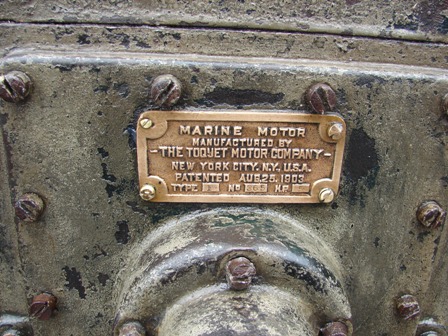 MARINE MOTOR
MANUFACTURED BY
-THE TOQUET MOTOR COMPANY-
NEW YORK CITY, N.Y. U.S.A.
PATENTED AUG. 25, 1903
TYPE NO H.P.